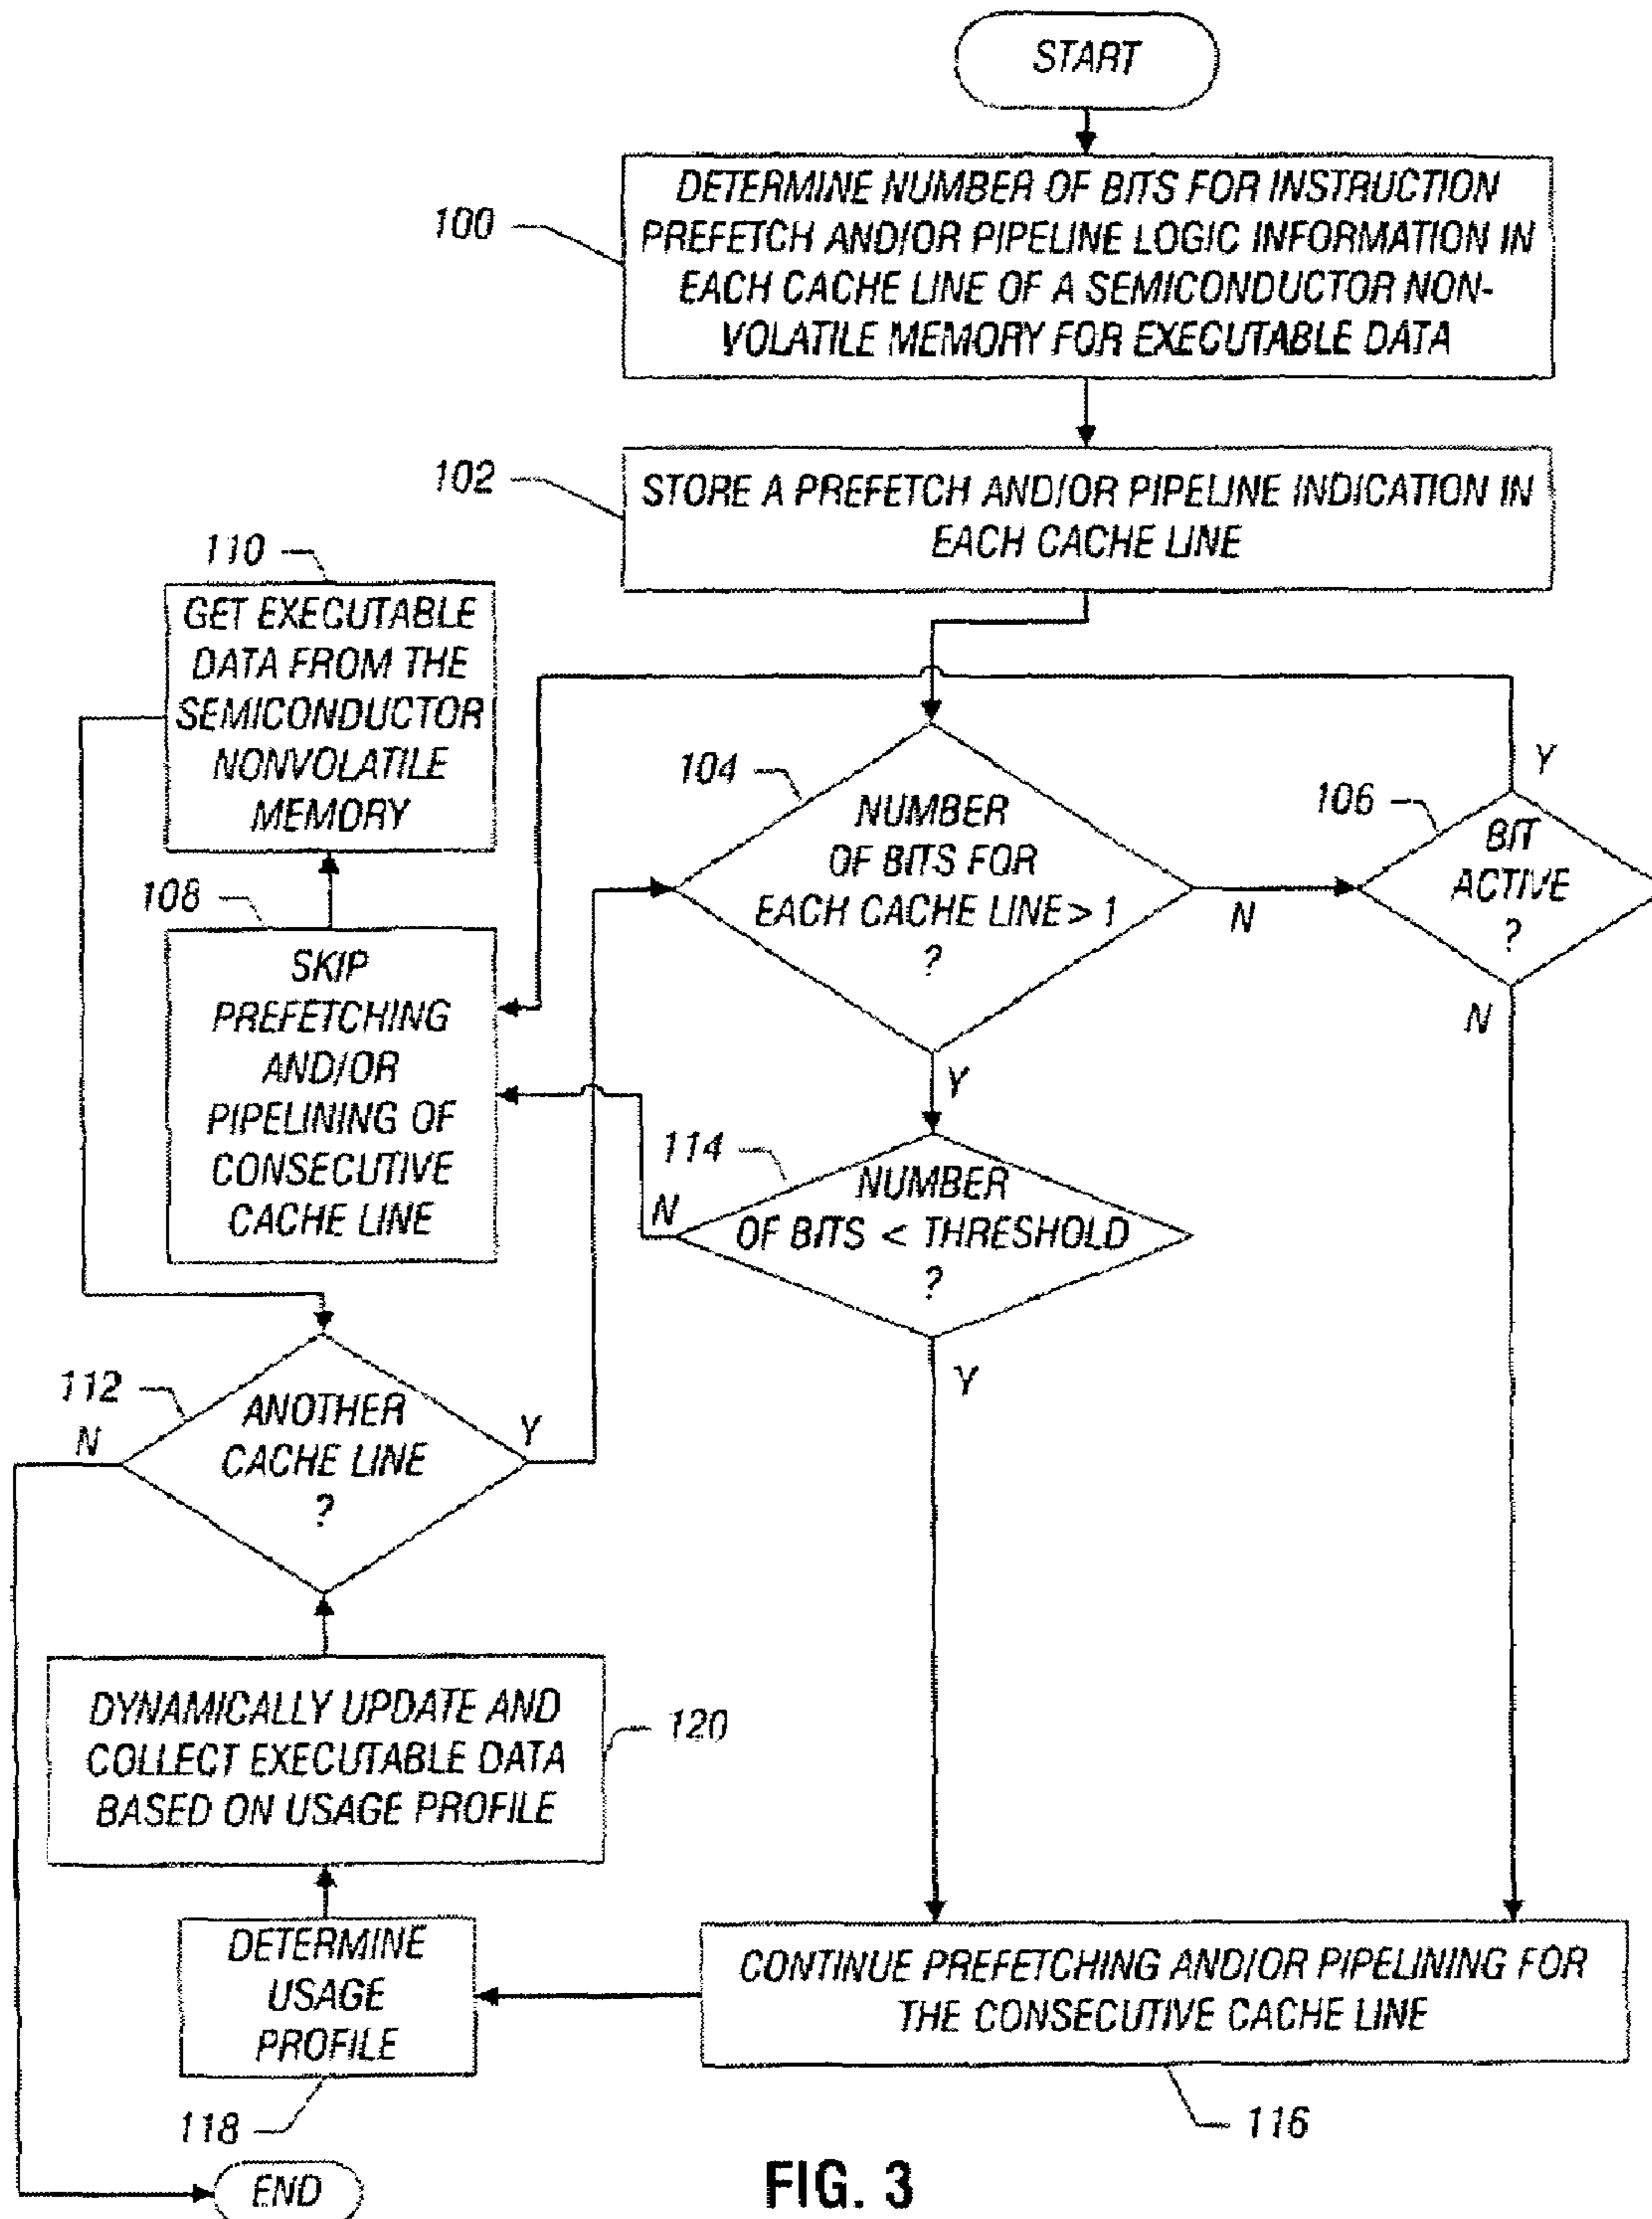 START
100
DETERMINE NUMBER OF BITS FOR INSTRUCTION
PREFETCH AND/OR PIPELINE LOGIC INFORMATION IN
EACH CACHE LINE OF A SEMICONDUCTOR NON-
VOLATILE MEMORY FOR EXECUTABLE DATA
102
STORE A PREFETCH AND/OR PIPELINE INDICATION IN
EACH CACHE LINE
110
GET EXECUTABLE
DATA FROM THE
SEMICONDUCTOR
NONVOLATILE
MEMORY
104
NUMBER
OF BITS FOR
EACH CACHE LINE > 1
?
N
Y
106
BIT
ACTIVE
?
Y
N
108
SKIP
PREFETCHING
AND/OR
PIPELINING OF
CONSECUTIVE
CACHE LINE
114
NUMBER
OF BITS < THRESHOLD
?
N
Y
112
ANOTHER
CACHE LINE
?
N
Y
DYNAMICALLY UPDATE AND
COLLECT EXECUTABLE DATA
BASED ON USAGE PROFILE
120
DETERMINE
USAGE
PROFILE
118
CONTINUE PREFETCHING AND/OR PIPELINING FOR
THE CONSECUTIVE CACHE LINE
116
END
FIG. 3